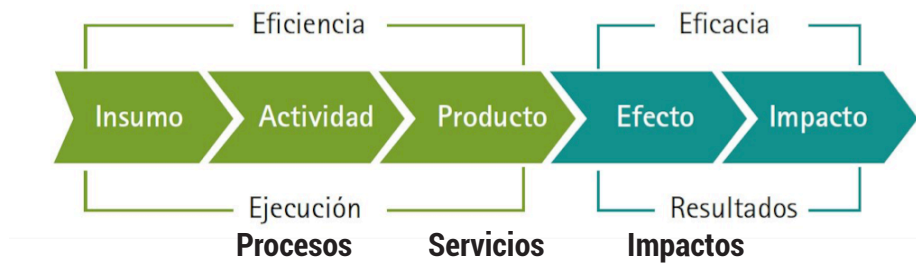 Eficiencia Eficacia
Insumo Actividad Producto Efecto Impacto
Ejecución Resultados
Procesos Servicios Impactos